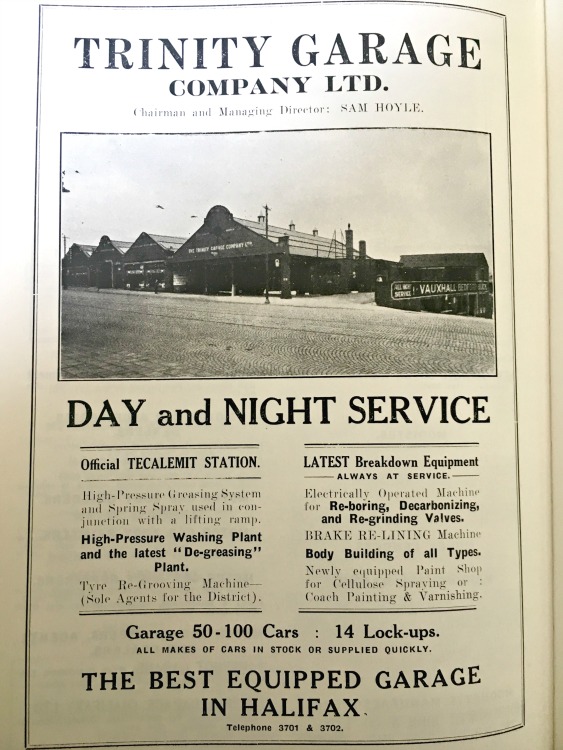 TRINITY GARAGE
COMPANY LTD.
Chairman and Managing Director: SAM HOYLE.
THE TRINITY GARAGE COMPANY LTD.
ALL NIGHT
SERVICE
VAUXHALL
DAY and NIGHT SERVICE
Official TECALEMIT STATION.
High-Pressure Greasing System
and Spring Spray used in con-
junction with a lifting ramp.
High-Pressure Washing Plant
and the latest "De-greasing"
Plant.
Tyre Re-Grooving Machine—
(Sole Agents for the District).
LATEST Breakdown Equipment
ALWAYS AT SERVICE.
Electrically Operated Machine
for Re-boring, Decarbonizing,
and Re-grinding Valves.
BRAKE RE-LINING Machine
Body Building of all Types.
Newly equipped Paint Shop
for Cellulose Spraying or :
Coach Painting & Varnishing.
Garage 50-100 Cars : 14 Lock-ups.
ALL MAKES OF CARS IN STOCK OR SUPPLIED QUICKLY.
THE BEST EQUIPPED GARAGE
IN HALIFAX.
Telephone 3701 & 3702.